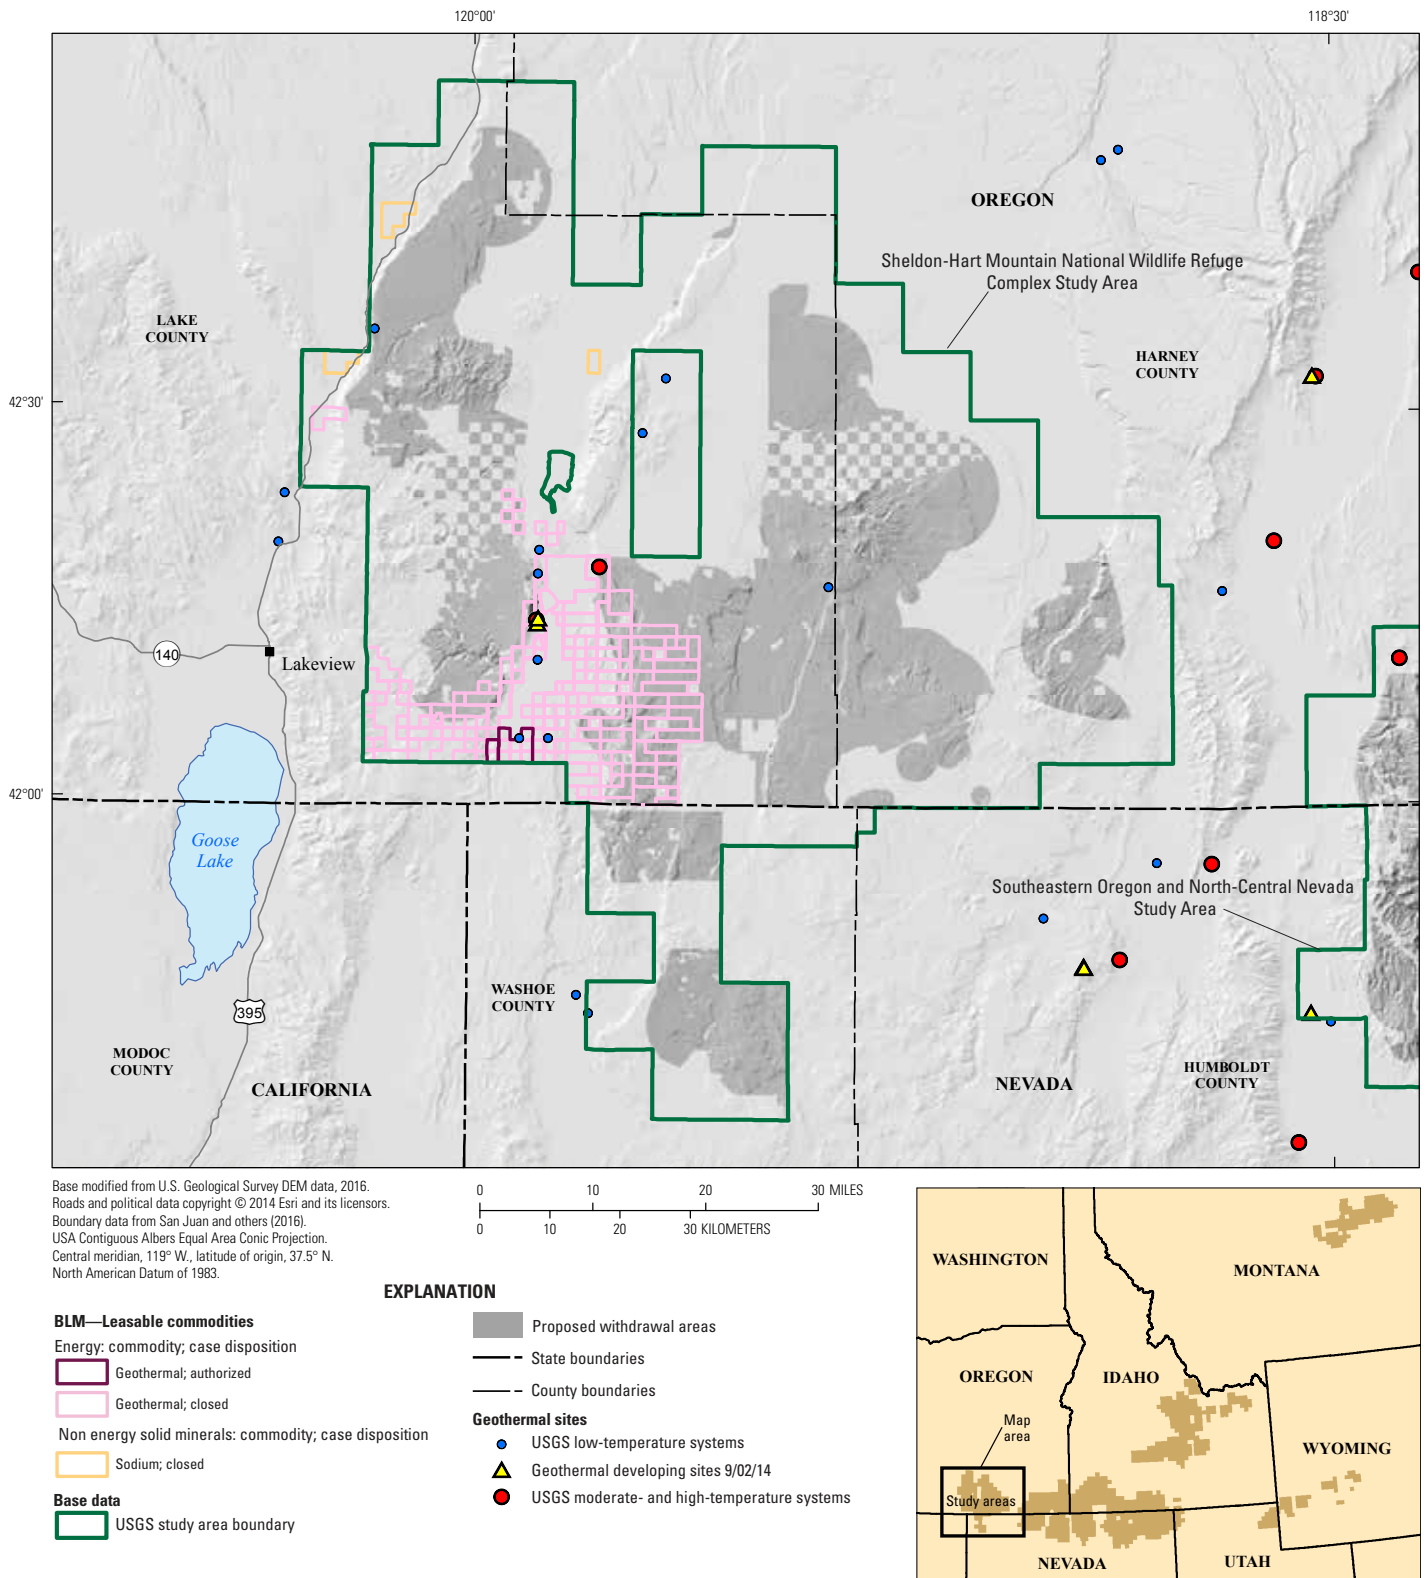 120°00'
118°30'
OREGON
Sheldon-Hart Mountain National Wildlife Refuge
Complex Study Area
LAKE
COUNTY
HARNEY
COUNTY
42°30'
140
Lakeview
42°00'
Goose
Lake
Southeastern Oregon and North-Central Nevada
Study Area
WASHOE
COUNTY
395
MODOC
COUNTY
CALIFORNIA
NEVADA
HUMBOLDT
COUNTY
Base modified from U.S. Geological Survey DEM data, 2016.
Roads and political data copyright © 2014 Esri and its licensors.
Boundary data from San Juan and others (2016).
USA Contiguous Albers Equal Area Conic Projection.
Central meridian, 119° W., latitude of origin, 37.5° N.
North American Datum of 1983.
0 10 20 30 MILES
0 10 20 30 KILOMETERS
EXPLANATION
BLM—Leasable commodities
Energy: commodity; case disposition
Geothermal; authorized
Geothermal; closed
Non energy solid minerals: commodity; case disposition
Sodium; closed
Base data
USGS study area boundary
Proposed withdrawal areas
State boundaries
County boundaries
Geothermal sites
USGS low-temperature systems
Geothermal developing sites 9/02/14
USGS moderate- and high-temperature systems
WASHINGTON
MONTANA
OREGON
IDAHO
Map
area
WYOMING
Study areas
NEVADA
UTAH